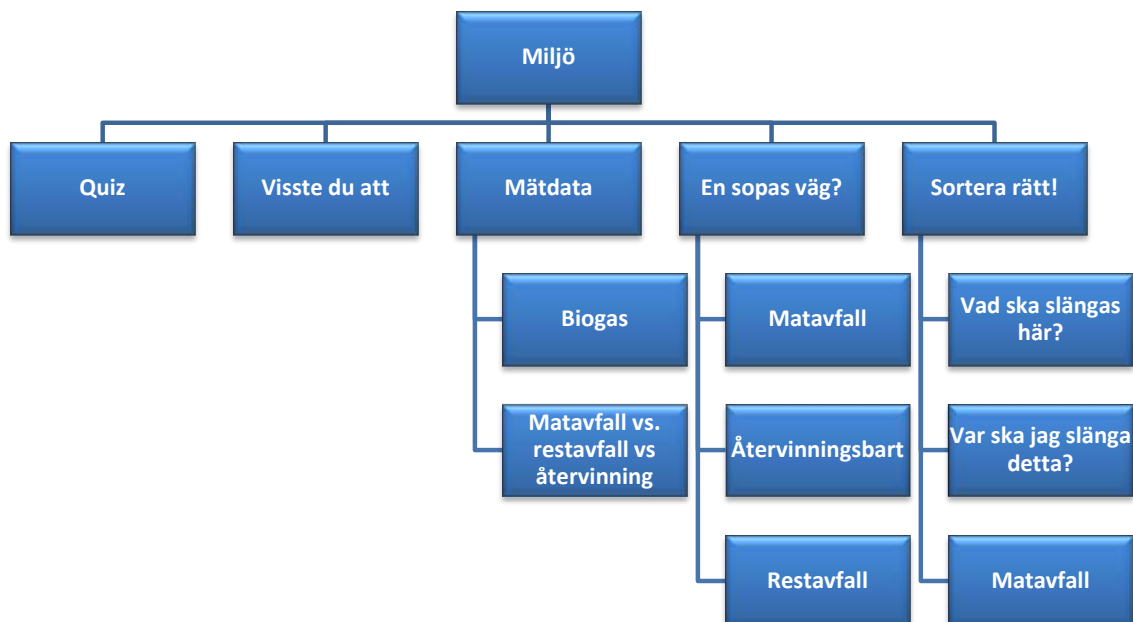 Miljö
Quiz
Visste du att
Mätdata
En sopas väg?
Sortera rätt!
Biogas
Matavfall vs.
restavfall vs
återvinning
Matavfall
Återvinningsbart
Restavfall
Vad ska slängas
här?
Var ska jag slänga
detta?
Matavfall